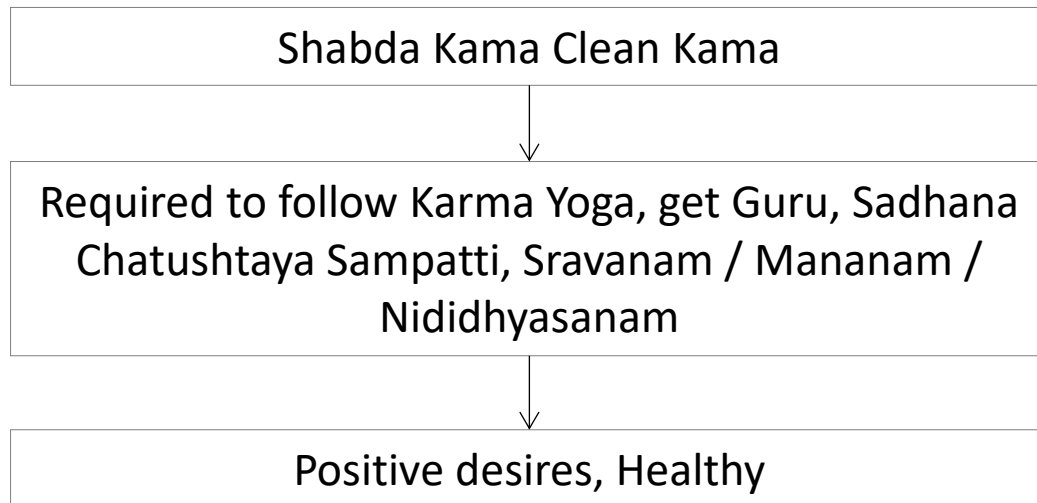 Shabda Kama Clean Kama
Required to follow Karma Yoga, get Guru, Sadhana
Chatushtaya Sampatti, Sravanam / Mananam /
Nididhyasanam
Positive desires, Healthy